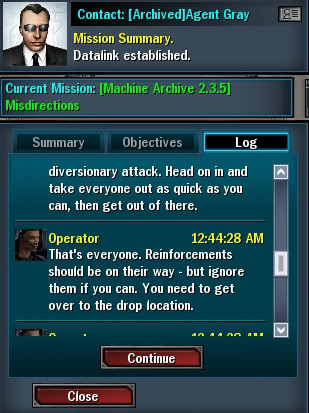 Contact: [Archived]Agent Gray
Mission Summary.
Datalink established.
Current Mission: [Machine Archive 2.3.5]
Misdirections
Summary
Objectives
Log
diversionary attack. Head on in and
take everyone out as quick as you
can, then get out of there.
Operator
12:44:28 AM
That's everyone. Reinforcements
should be on their way - but ignore
them if you can. You need to get
over to the drop location.
Continue
Close